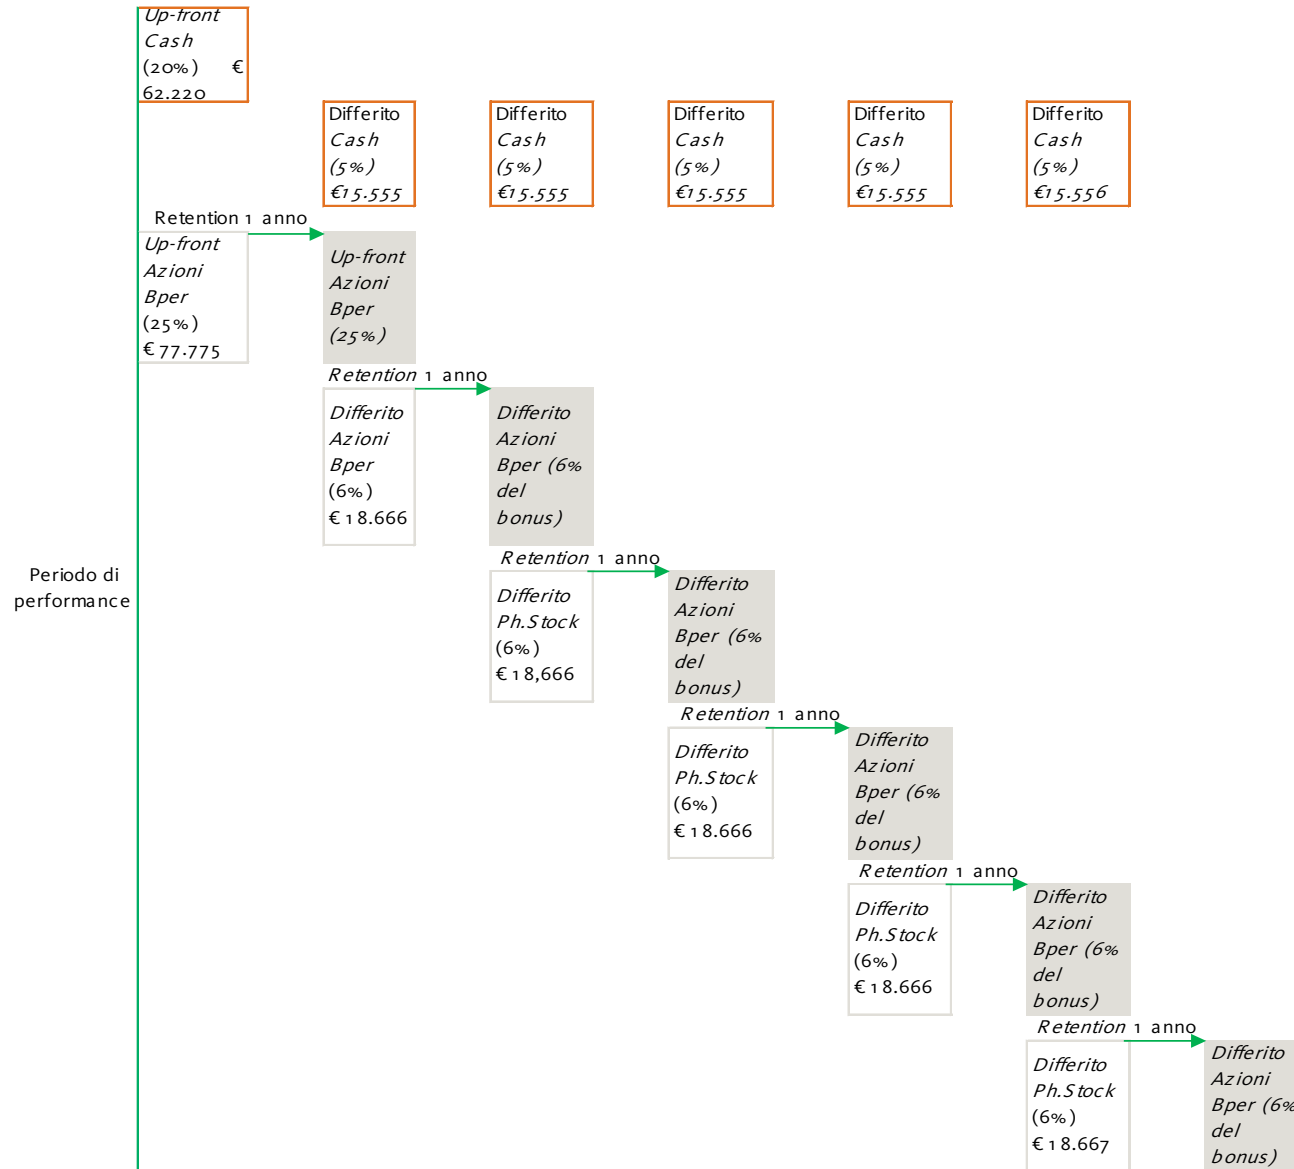 Up-front
Cash
(20%) €
62.220
Differito
Cash
(5%)
€15.555
Differito
Cash
(5%)
€15.555
Differito
Cash
(5%)
€15.555
Differito
Cash
(5%)
€15.555
Differito
Cash
(5%)
€15.556
Retention 1 anno
Up-front
Azioni
Bper
(25%)
€ 77.775
Up-front
Azioni
Bper
(25%)
Retention 1 anno
Differito
Azioni
Bper
(6%)
€ 18.666
Differito
Azioni
Bper (6%
del
bonus)
Retention 1 anno
Periodo di
performance
Differito
Ph.Stock
(6%)
€ 18,666
Differito
Azioni
Bper (6%
del
bonus)
Retention 1 anno
Differito
Ph.Stock
(6%)
€ 18.666
Differito
Azioni
Bper (6%
del
bonus)
Retention 1 anno
Differito
Ph.Stock
(6%)
€ 18.666
Differito
Azioni
Bper (6%
del
bonus)
Retention 1 anno
Differito
Ph.Stock
(6%)
€ 18.667
Differito
Azioni
Bper (6%
del
bonus)